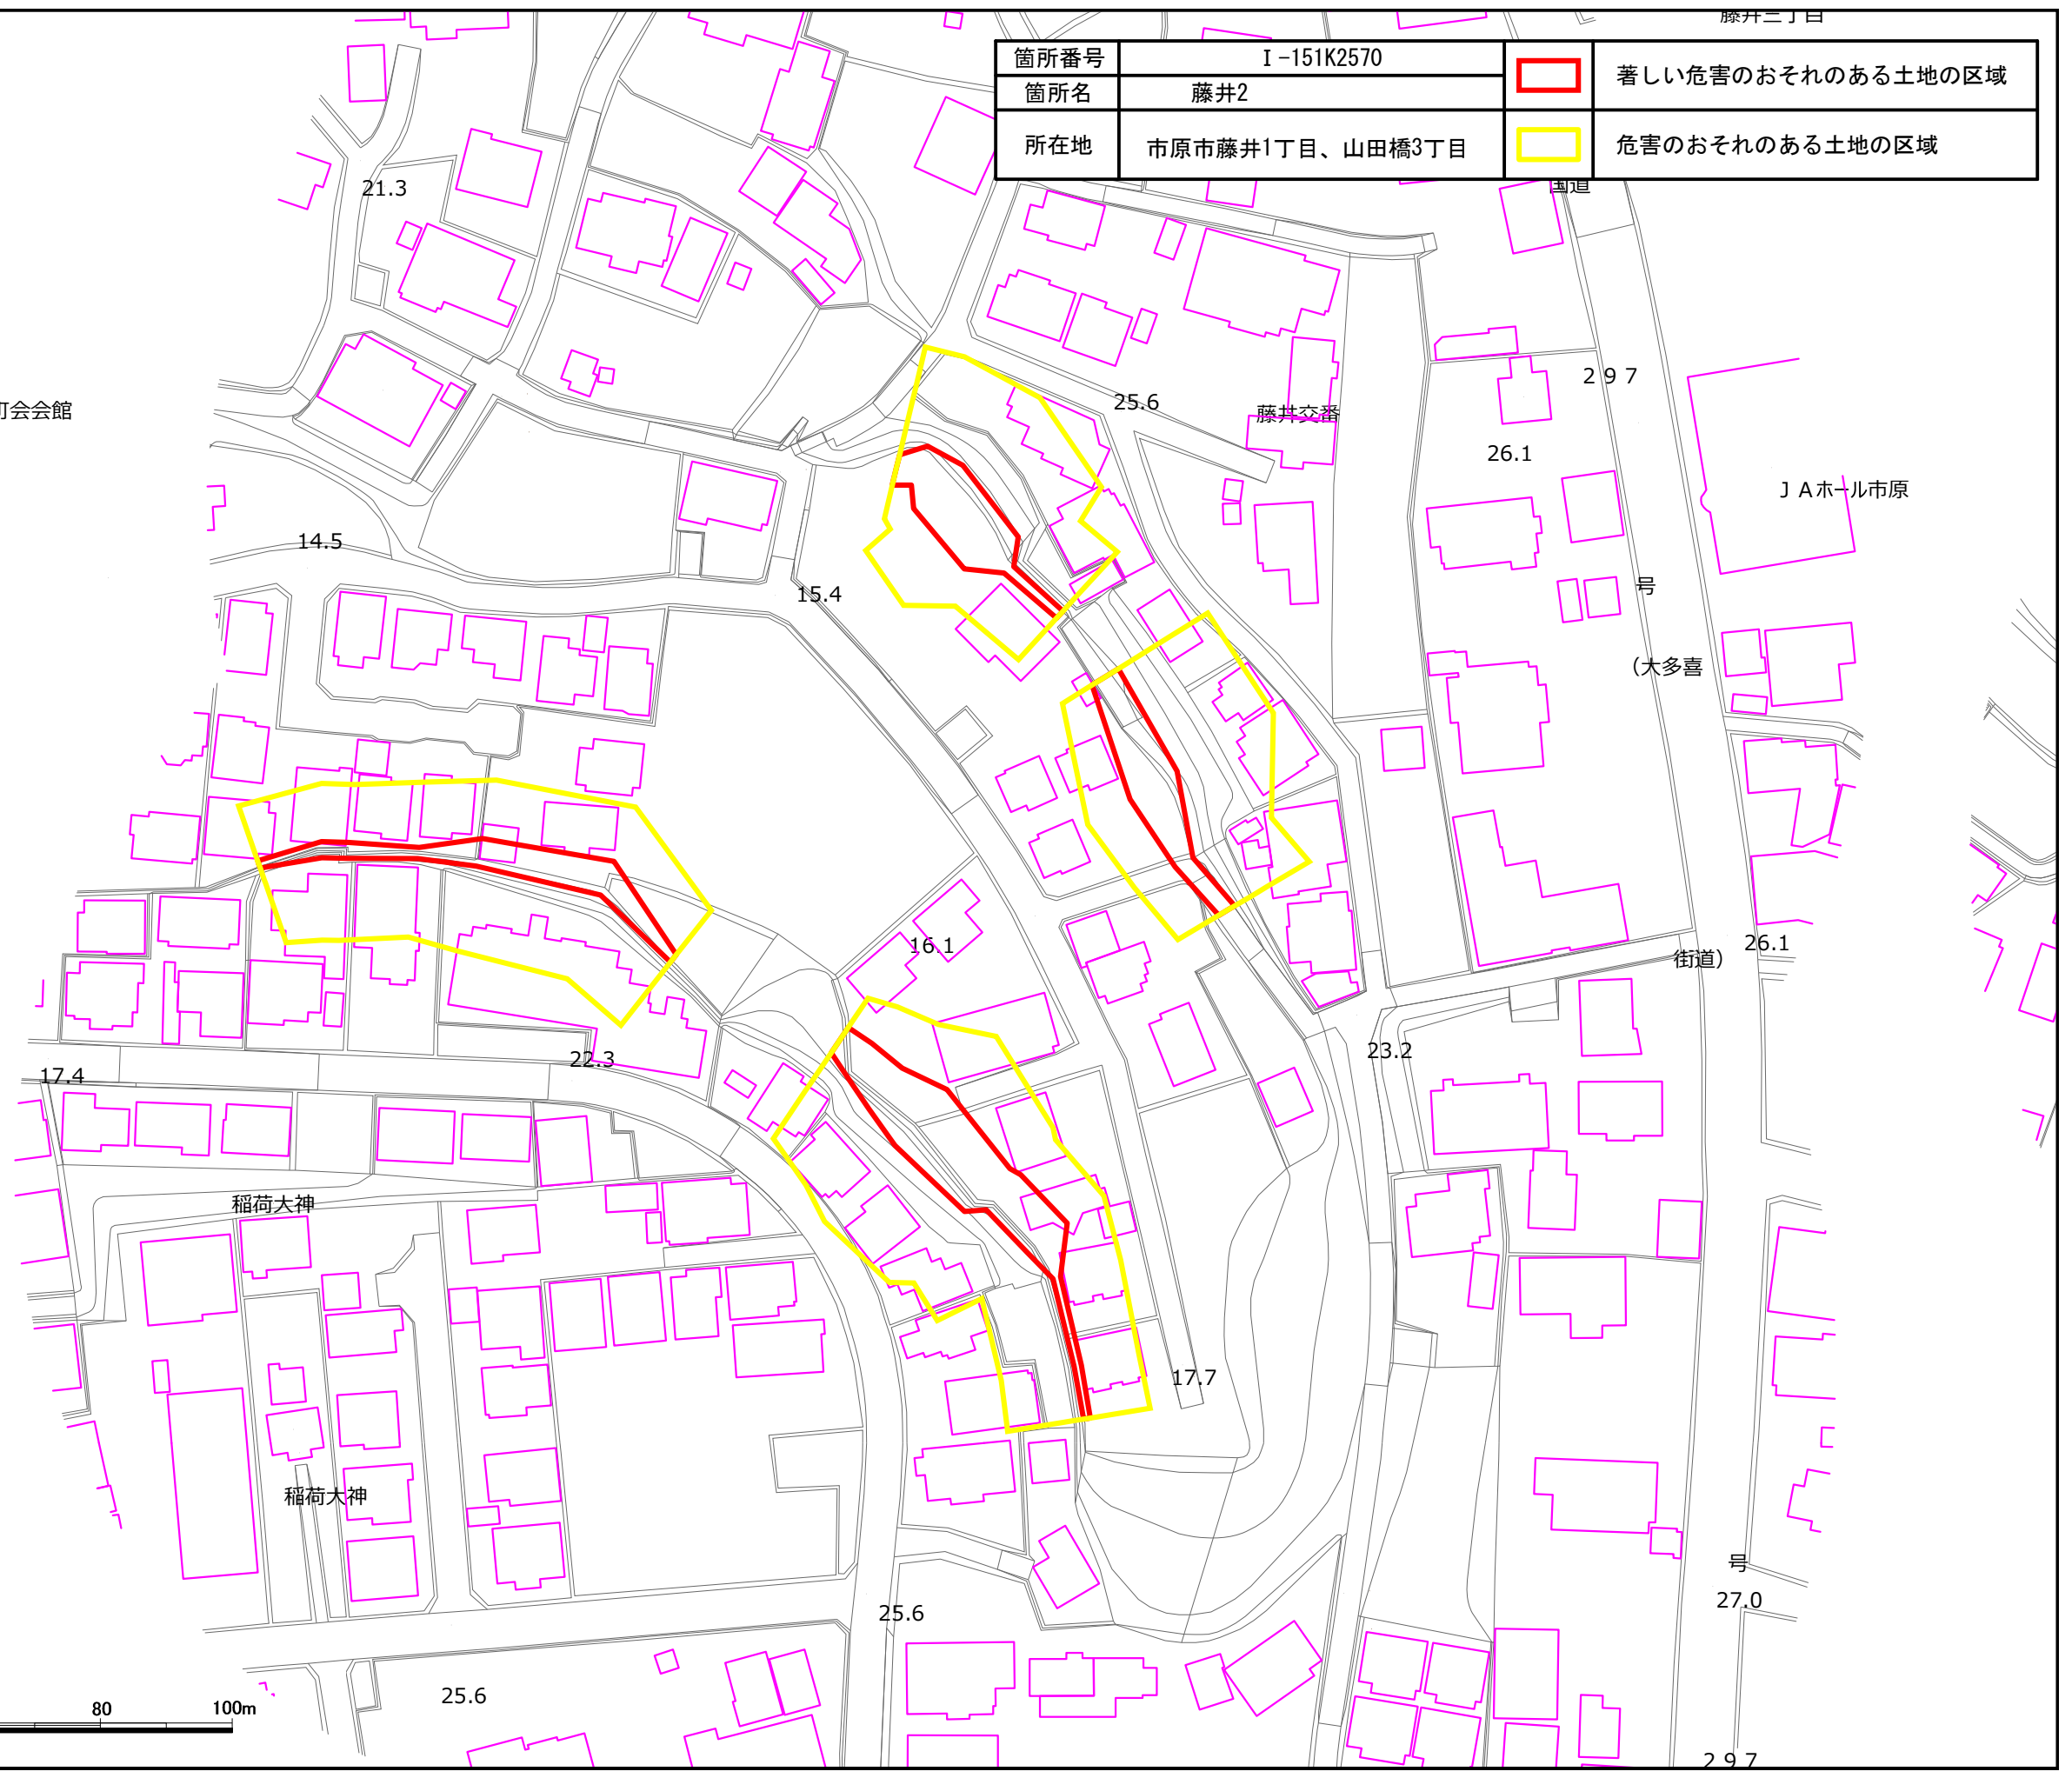 藤井三丁目
箇所番号
Ⅰ-151K2570
著しい危害のおそれのある土地の区域
箇所名
藤井2
所在地
市原市藤井1丁目、山田橋3丁目
危害のおそれのある土地の区域
国道
21.3
297
町会会館
25.6
藤井交番
26.1
JAホール市原
14.5
15.4
号
(大多喜
16.1
26.1
街道)
22.3
23.2
17.4
稲荷大神
17.7
稲荷大神
号
27.0
25.6
25.6
80
100m
297